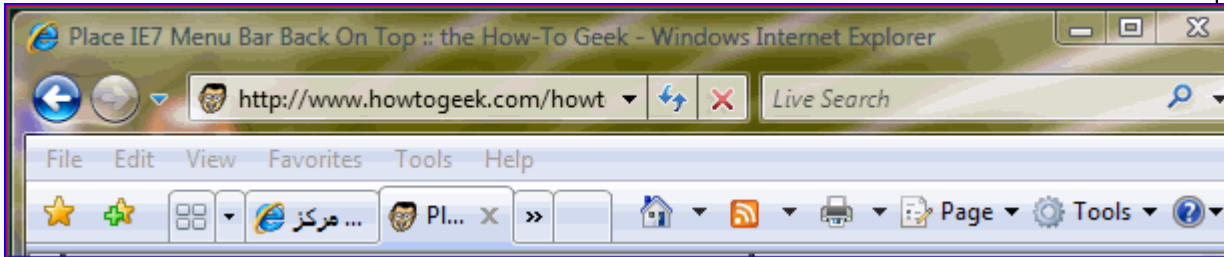 Place IE7 Menu Bar Back On Top :: the How-To Geek - Windows Internet Explorer
http://www.howtogeek.com/howt Live Search
File Edit View Favorites Tools Help
مركز ... Pl... Page Tools